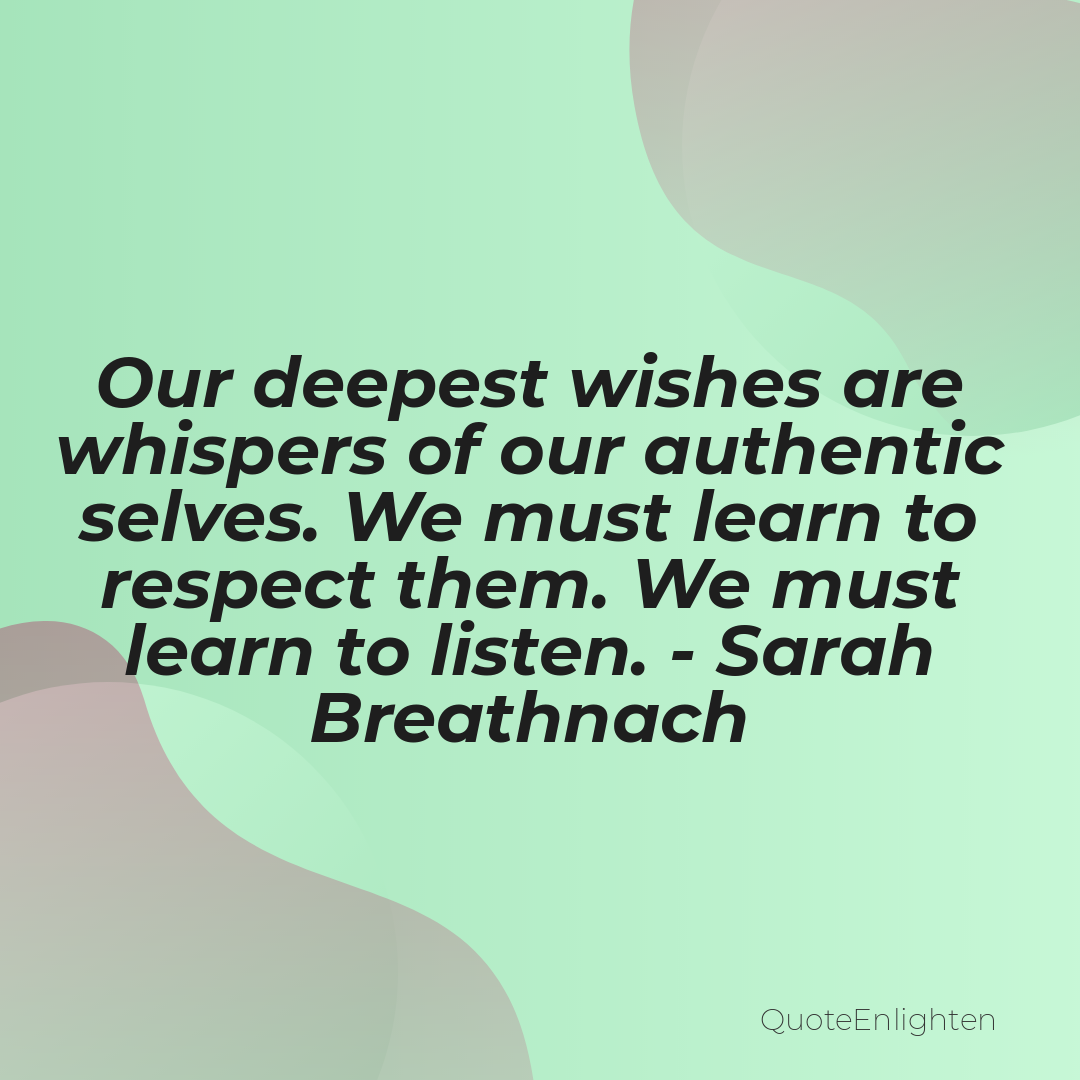 Our deepest wishes are
whispers of our authentic
selves. We must learn to
respect them. We must
learn to listen. - Sarah
Breathnach
QuoteEnlighten